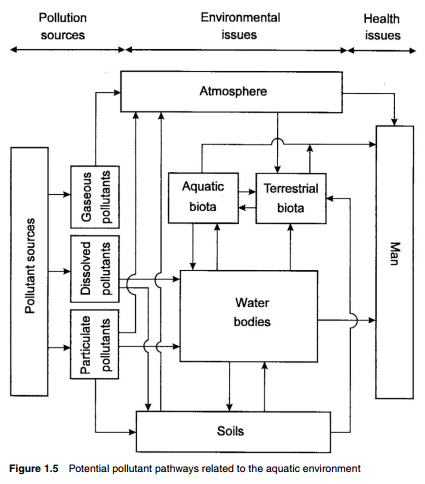 Pollution
sources
Environmental
issues
Health
issues
Atmosphere
Pollutant sources
Gaseous
pollutants
Dissolved
pollutants
Particulate
pollutants
Aquatic
biota
Terrestrial
biota
Water
bodies
Soils
Man
Figure 1.5 Potential pollutant pathways related to the aquatic environment